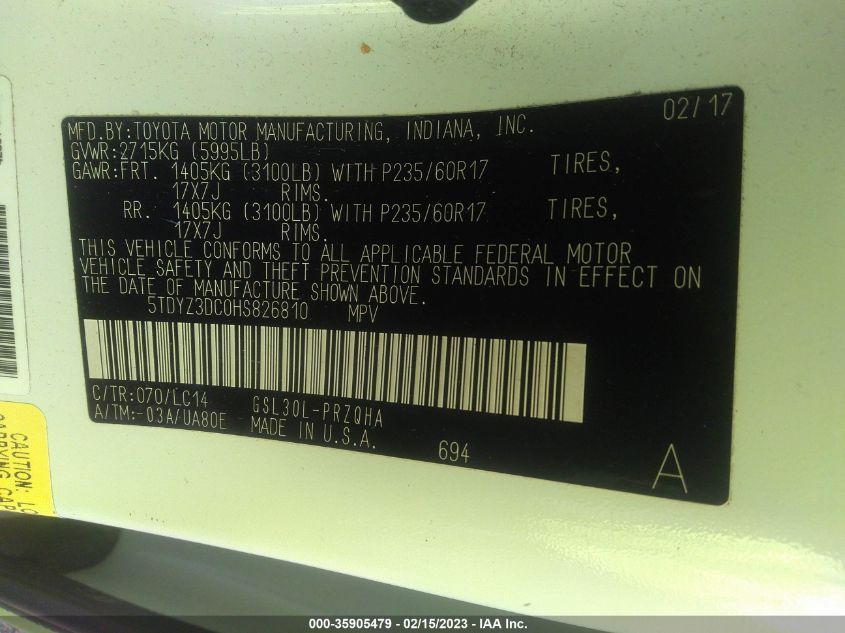 02/17
MFD.BY:TOYOTA MOTOR MANUFACTURING, INDIANA, INC.
GVWR:2715KG (5995LB)
GAWR:FRT. 1405KG (3100LB) WITH P235/60R17 TIRES,
17X7J RIMS.
RR. 1405KG (3100LB) WITH P235/60R17 TIRES,
17X7J RIMS.
THIS VEHICLE CONFORMS TO ALL APPLICABLE FEDERAL MOTOR
VEHICLE SAFETY AND THEFT PREVENTION STANDARDS IN EFFECT ON
THE DATE OF MANUFACTURE SHOWN ABOVE.
5TDYZ3DC0HS826810 MPV
C/TR:070/LC14 GSL30L-PRZQHA
A/TM:-03A/UA80E MADE IN U.S.A.
694
A
CAUTION:
CARRYING
000-35905479 - 02/15/2023 - IAA Inc.